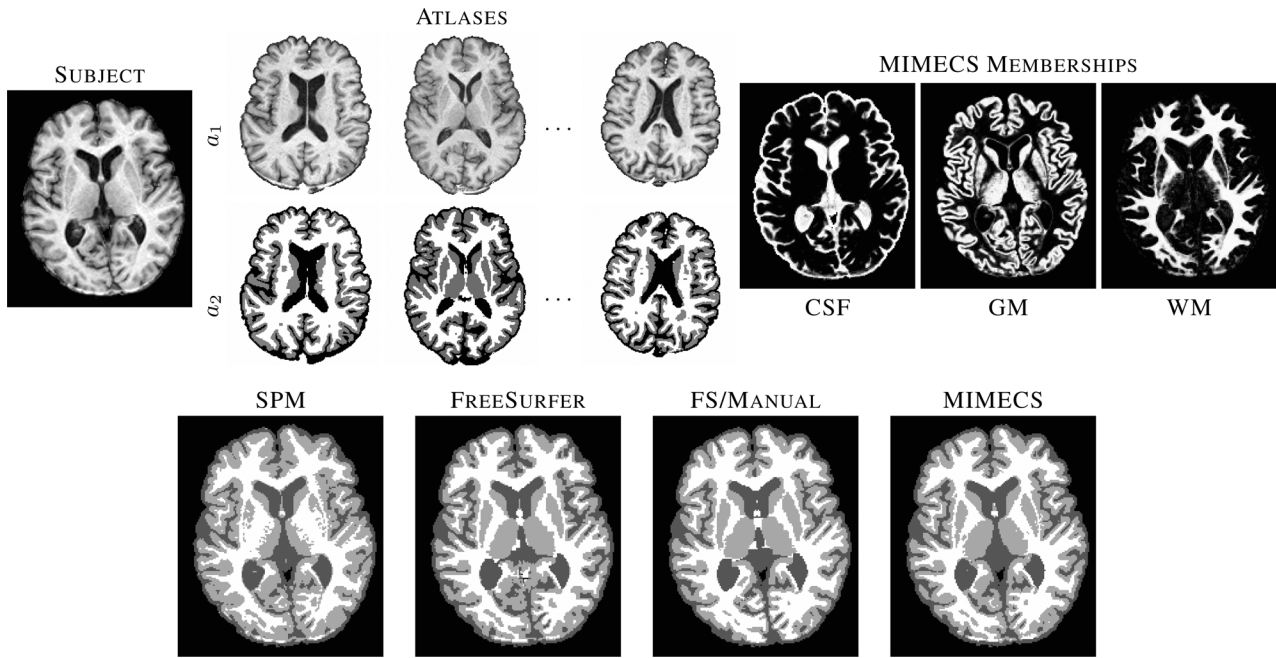 ATLASES
SUBJECT
MIMECS MEMBERSHIPS
a1
. . .
a2
. . .
CSF GM WM
SPM FREESURFER FS/MANUAL MIMECS